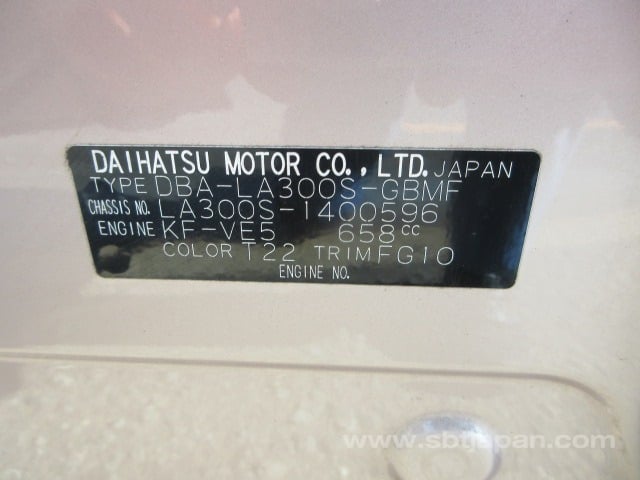 DAIHATSU MOTOR CO., LTD. JAPAN
TYPE DBA-LA300S-GBMF
CHASSIS NO. LA300S-1400596
ENGINE KF-VE5 658cc
COLOR T22 TRIM FG10
ENGINE NO.
www.sbtjapan.com